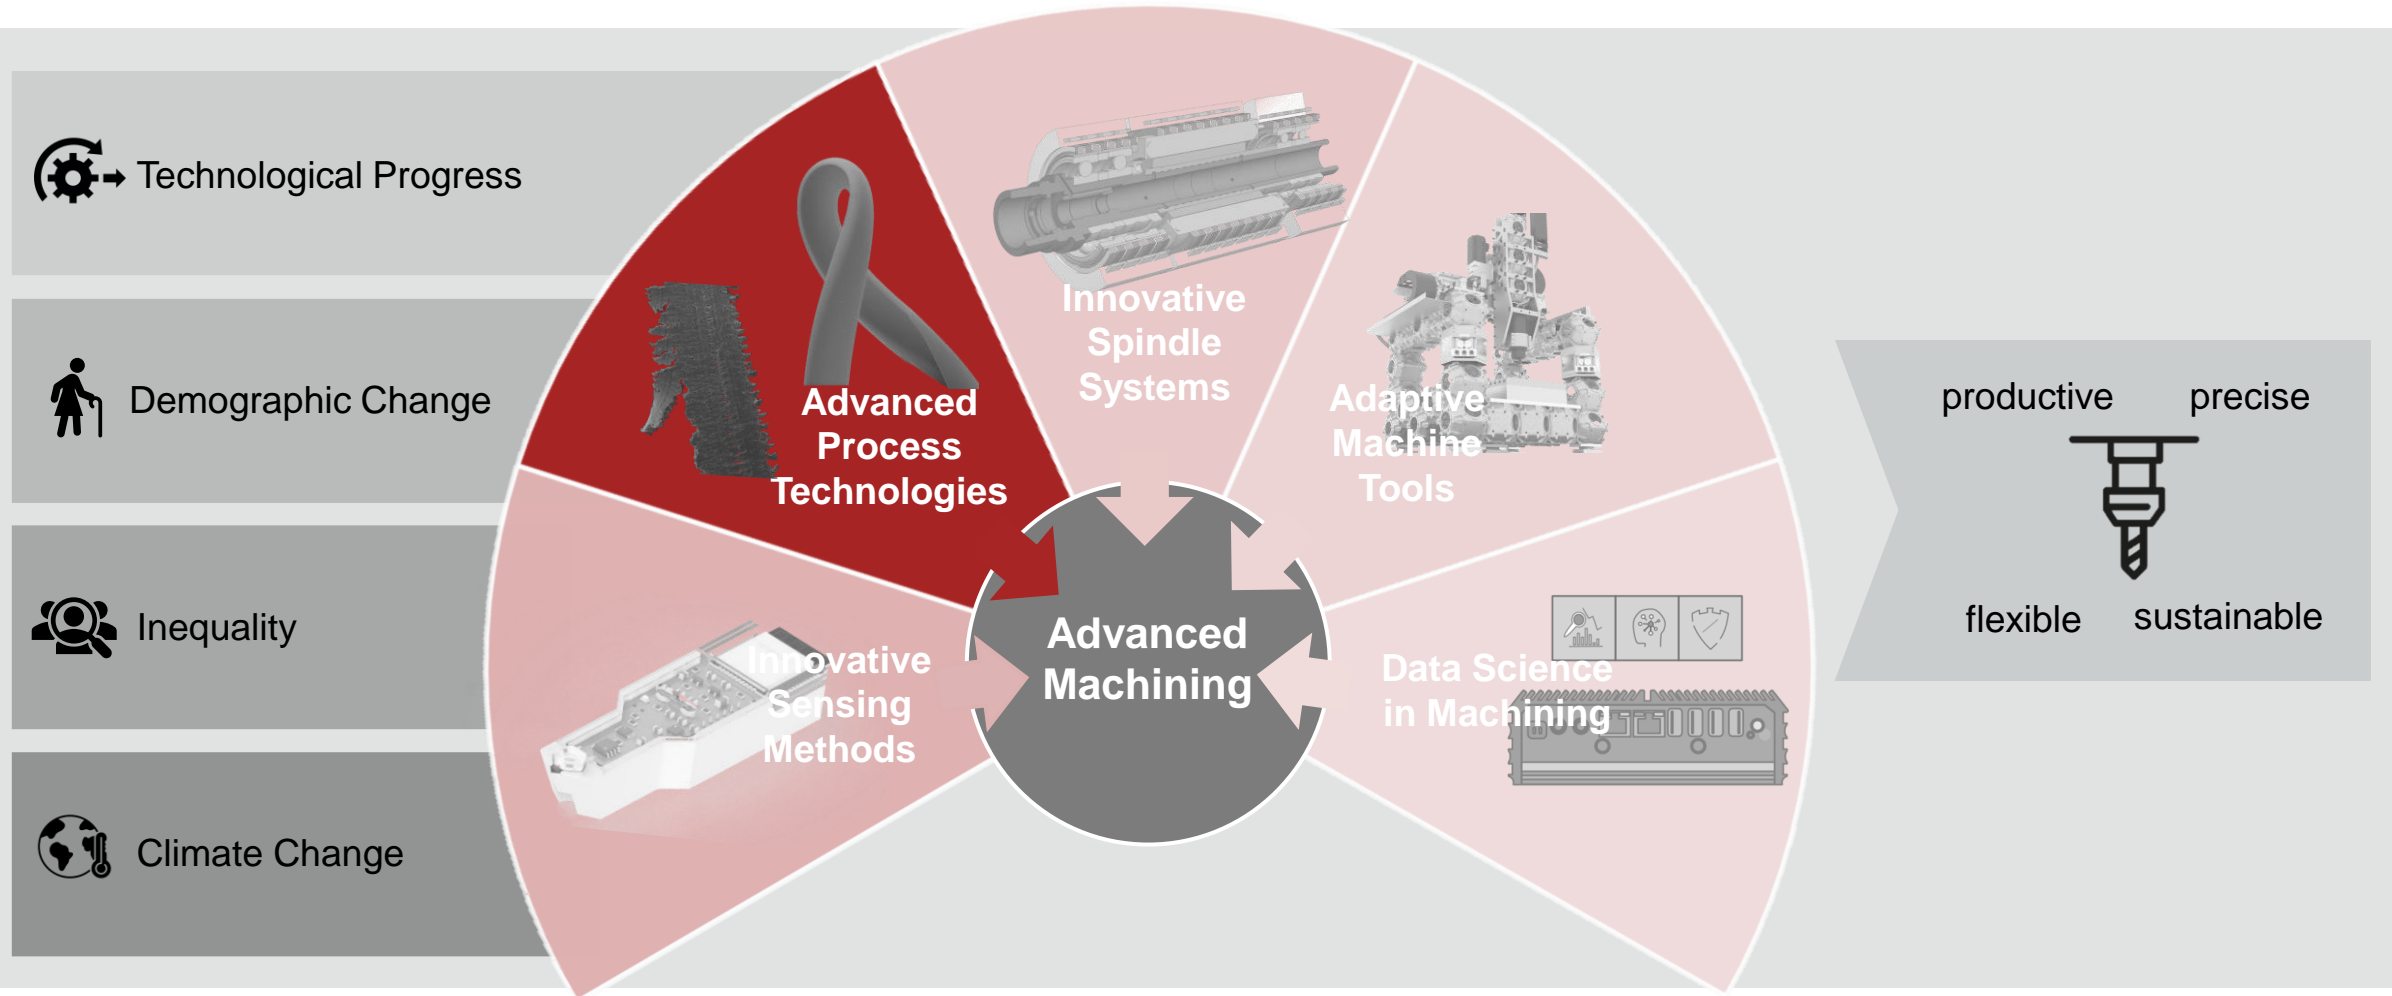 Technological Progress
Demographic Change
Inequality
Climate Change
Innovative
Sensing
Methods
Advanced
Process
Technologies
Innovative
Spindle
Systems
Adaptive
Machine
Tools
Data Science
in Machining
Advanced
Machining
productive precise
flexible sustainable